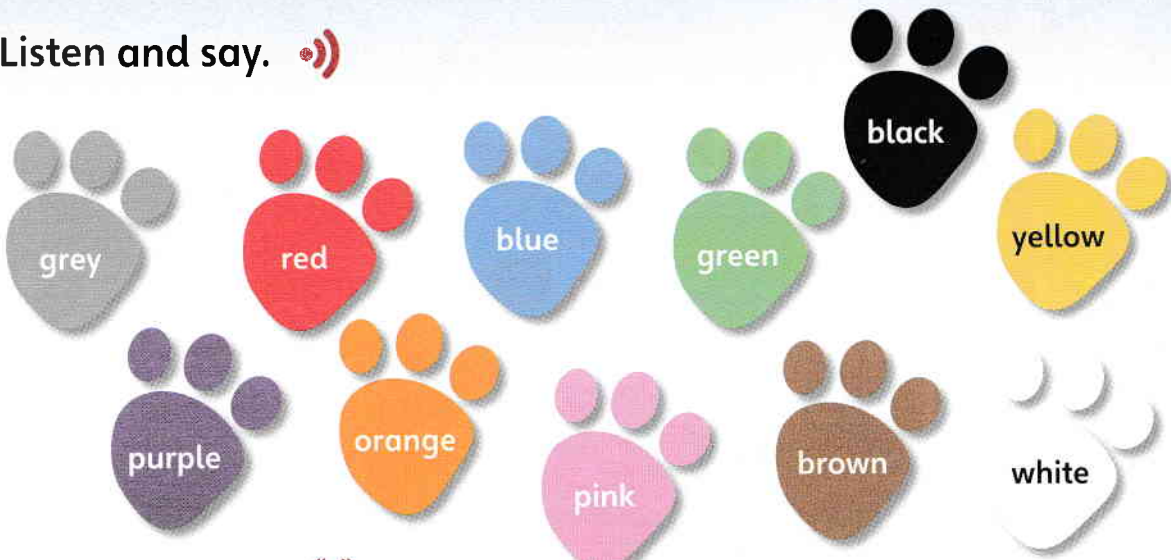 Listen and say.
black
grey
red
blue
green
yellow
purple
orange
pink
brown
white